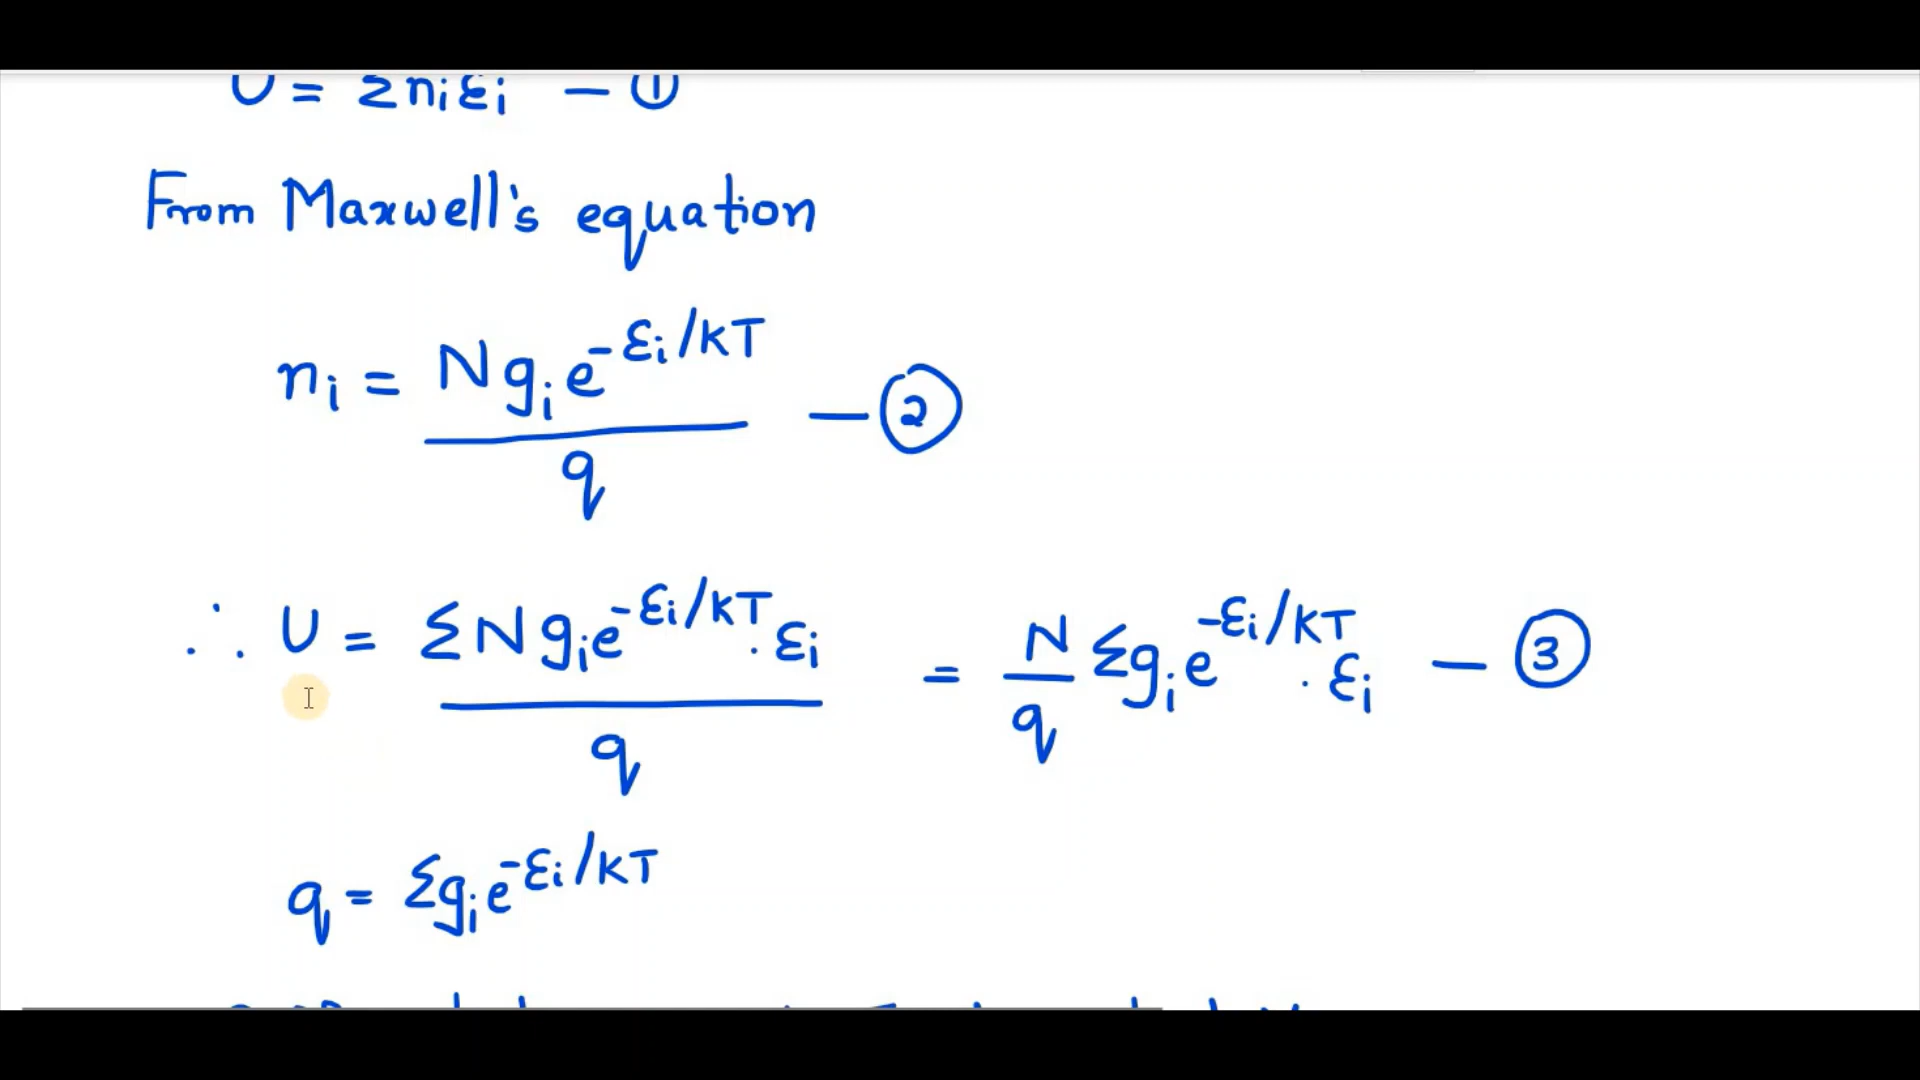 U = Σniεi — ①
From Maxwell's equation
ni = Ngie^-εi/kT / q — ②
∴ U = ΣNgie^-εi/kT . εi / q = N/q Σgie^-εi/kT . εi — ③
q = Σgie^-εi/kT